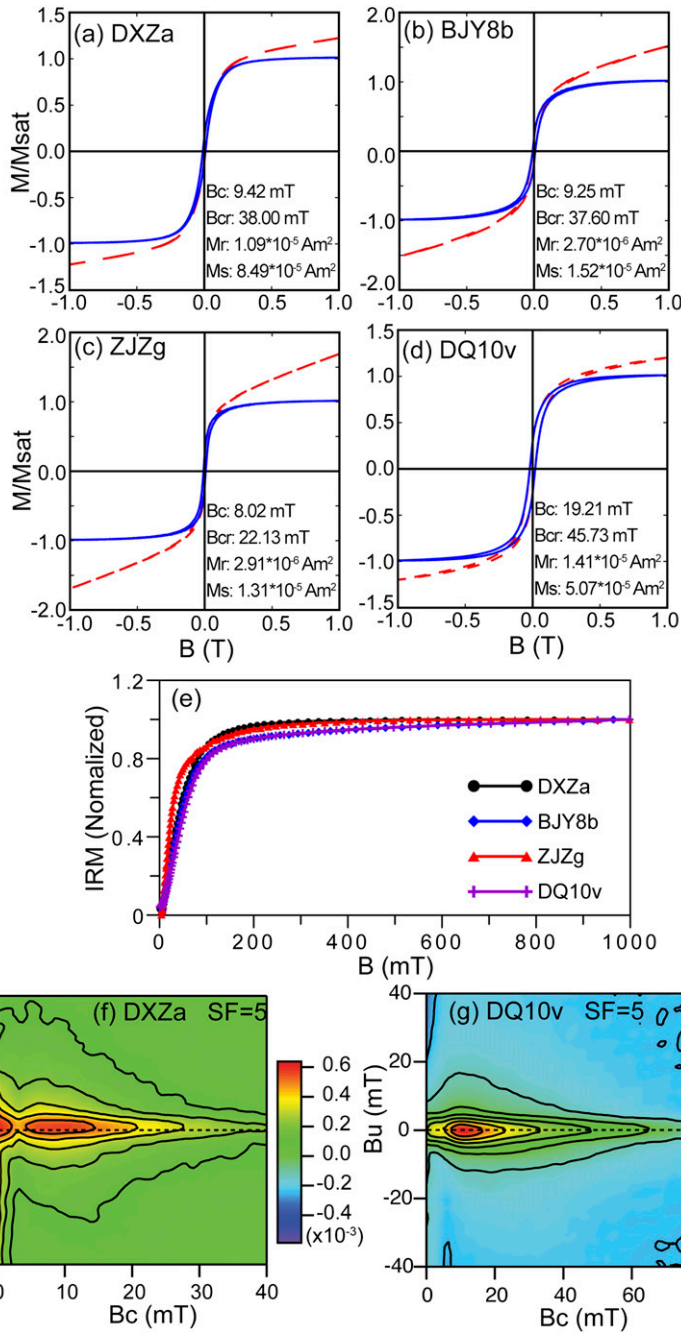 (a) DXZa
1.5
1.0
0.5
0.0
-0.5
-1.0
-1.5
M/Msat
Bc: 9.42 mT
Bcr: 38.00 mT
Mr: 1.09*10-5 Am2
Ms: 8.49*10-5 Am2
-1.0 -0.5 0.0 0.5 1.0
(b) BJY8b
2.0
1.0
0.0
-1.0
-2.0
Bc: 9.25 mT
Bcr: 37.60 mT
Mr: 2.70*10-6 Am2
Ms: 1.52*10-5 Am2
-1.0 -0.5 0.0 0.5 1.0
(c) ZJZg
2.0
1.0
0.0
-1.0
2.0
M/Msat
Bc: 8.02 mT
Bcr: 22.13 mT
Mr: 2.91*10-6 Am2
Ms: 1.31*10-5 Am2
-1.0 -0.5 0.0 0.5 1.0
B (T)
(d) DQ10v
1.5
1.0
0.5
0.0
-0.5
-1.0
-1.5
Bc: 19.21 mT
Bcr: 45.73 mT
Mr: 1.41*10-5 Am2
Ms: 5.07*10-5 Am2
-1.0 -0.5 0.0 0.5 1.0
B (T)
(e)
1.2
0.8
0.4
0
IRM (Normalized)
DXZa
BJY8b
ZJZg
DQ10v
0 200 400 600 800 1000
B (mT)
(f) DXZa SF=5
0.6
0.4
0.2
0.0
-0.2
-0.4
(x10-3)
10 20 30 40
Bc (mT)
(g) DQ10v SF=5
40
20
0
-20
-40
Bu (mT)
0 20 40 60
Bc (mT)